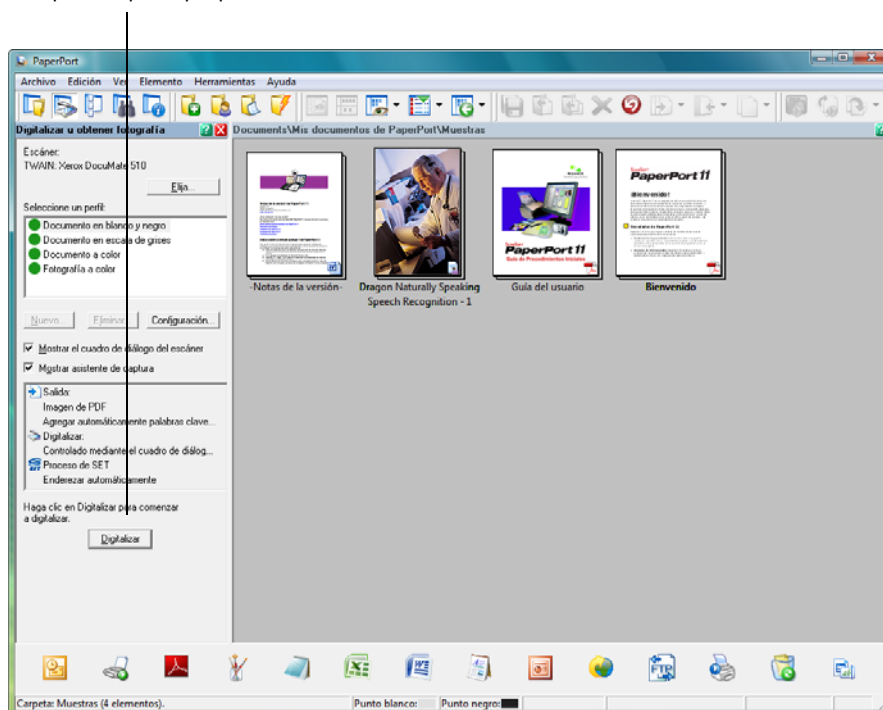 PaperPort
Archivo Edición Ver Elemento Herramientas Ayuda
Digitalizar u obtener fotografía
Documents\Mis documentos de PaperPort\Muestras
Escáner:
TWAIN: Xerox DocuMate 510
Elija...
Seleccione un perfil:
Documento en blanco y negro
Documento en escala de grises
Documento a color
Fotografía a color
Nuevo... Eliminar Configuración...
Mostrar el cuadro de diálogo del escáner
Mostrar asistente de captura
Salida:
Imagen de PDF
Agregar automáticamente palabras clave...
Digitalizar:
Controlado mediante el cuadro de diálog...
Proceso de SET
Enderezar automáticamente
Haga clic en Digitalizar para comenzar
a digitalizar.
Digitalizar
PaperPort 11
Guía de Procedimientos Iniciales
PaperPort 11
¡Bienvenido!
-Notas de la versión-
Dragon Naturally Speaking
Speech Recognition - 1
Guía del usuario
Bienvenido
FTP
Carpeta: Muestras (4 elementos).
Punto blanco: Punto negro: